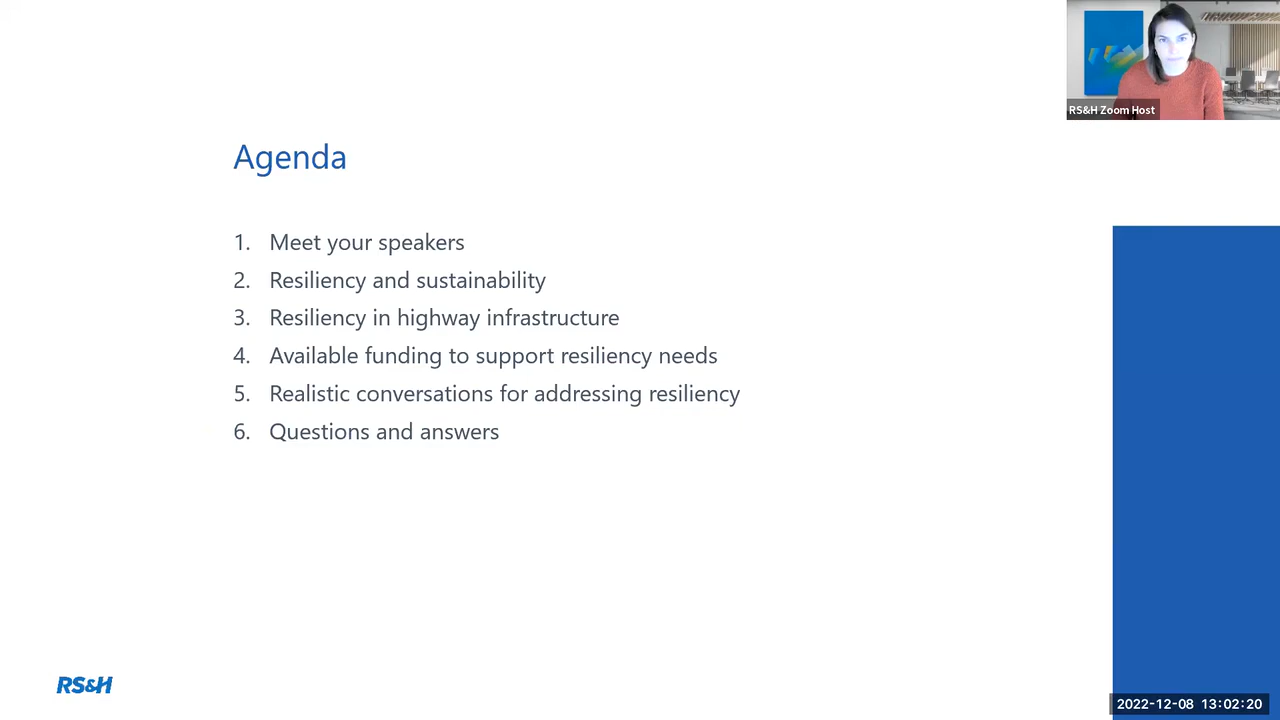 RS&H Zoom Host
Agenda
1. Meet your speakers
2. Resiliency and sustainability
3. Resiliency in highway infrastructure
4. Available funding to support resiliency needs
5. Realistic conversations for addressing resiliency
6. Questions and answers
RS&H
2022-12-08 13:02:20